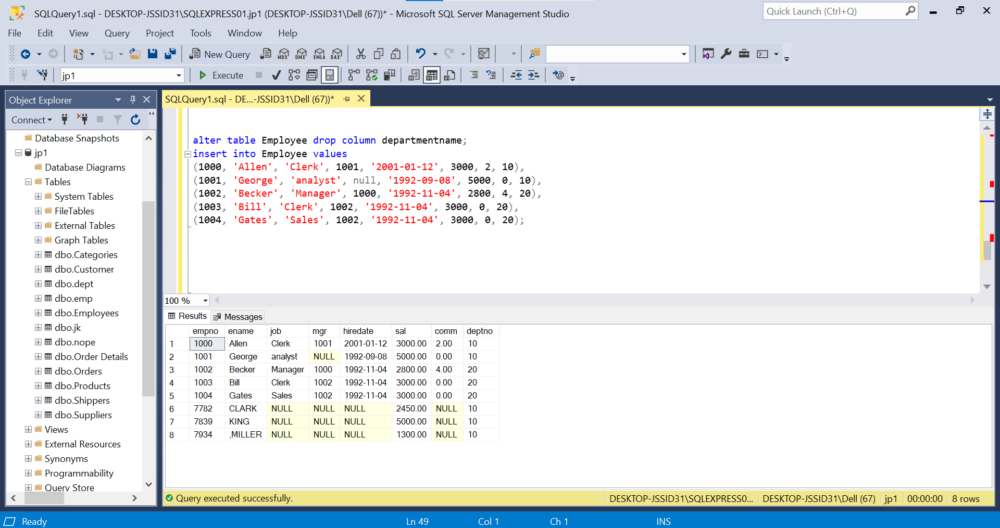 SQLQuery1.sql - DESKTOP-JSSID31\SQLEXPRESS01.jp1 (DESKTOP-JSSID31\Dell (67))* - Microsoft SQL Server Management Studio
Quick Launch (Ctrl+Q)
File Edit View Query Project Tools Window Help
New Query MDX DMX XMLA DAX
jp1 Execute
Object Explorer
Connect
Database Snapshots
jp1
Database Diagrams
Tables
System Tables
FileTables
External Tables
Graph Tables
dbo.Categories
dbo.Customer
dbo.dept
dbo.emp
dbo.Employees
dbo.jk
dbo.nope
dbo.Order Details
dbo.Orders
dbo.Products
dbo.Shippers
dbo.Suppliers
Views
External Resources
Synonyms
Programmability
Query Store
SQLQuery1.sql - DE...-JSSID31\Dell (67))*
alter table Employee drop column departmentname;
insert into Employee values
(1000, 'Allen', 'Clerk', 1001, '2001-01-12', 3000, 2, 10),
(1001, 'George', 'analyst', null, '1992-09-08', 5000, 0, 10),
(1002, 'Becker', 'Manager', 1000, '1992-11-04', 2800, 4, 20),
(1003, 'Bill', 'Clerk', 1002, '1992-11-04', 3000, 0, 20),
(1004, 'Gates', 'Sales', 1002, '1992-11-04', 3000, 0, 20);
100 %
Results Messages
empno ename job mgr hiredate sal comm deptno
1 1000 Allen Clerk 1001 2001-01-12 3000.00 2.00 10
2 1001 George analyst NULL 1992-09-08 5000.00 0.00 10
3 1002 Becker Manager 1000 1992-11-04 2800.00 4.00 20
4 1003 Bill Clerk 1002 1992-11-04 3000.00 0.00 20
5 1004 Gates Sales 1002 1992-11-04 3000.00 0.00 20
6 7782 CLARK NULL NULL NULL 2450.00 NULL 10
7 7839 KING NULL NULL NULL 5000.00 NULL 10
8 7934 ,MILLER NULL NULL NULL 1300.00 NULL 10
Query executed successfully. DESKTOP-JSSID31\SQLEXPRESS0... DESKTOP-JSSID31\Dell (67) jp1 00:00:00 8 rows
Ready Ln 49 Col 1 Ch 1 INS